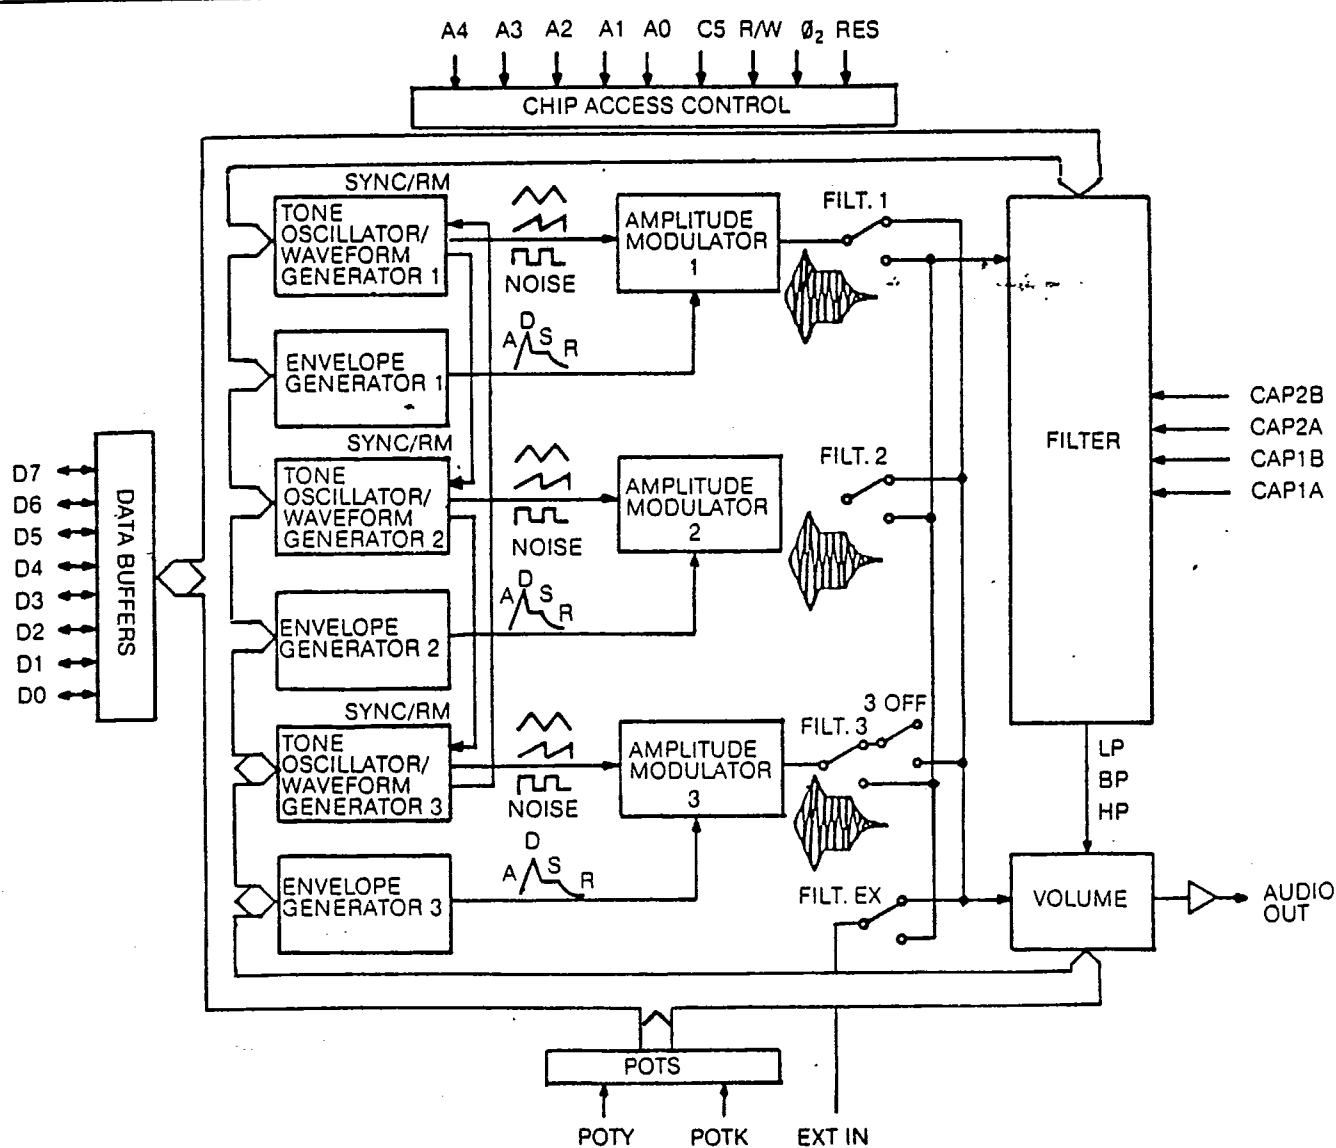 A4 A3 A2 A1 A0 C5 R/W Ø2 RES
CHIP ACCESS CONTROL
SYNC/RM
TONE
OSCILLATOR/
WAVEFORM
GENERATOR 1
NOISE
AMPLITUDE
MODULATOR
1
FILT. 1
ENVELOPE
GENERATOR 1
A D S R
SYNC/RM
TONE
OSCILLATOR/
WAVEFORM
GENERATOR 2
NOISE
AMPLITUDE
MODULATOR
2
FILT. 2
ENVELOPE
GENERATOR 2
A D S R
SYNC/RM
TONE
OSCILLATOR/
WAVEFORM
GENERATOR 3
NOISE
AMPLITUDE
MODULATOR
3
FILT. 3
3 OFF
ENVELOPE
GENERATOR 3
A D S R
FILT. EX
D7
D6
D5
D4
D3
D2
D1
D0
DATA BUFFERS
FILTER
CAP2B
CAP2A
CAP1B
CAP1A
LP
BP
HP
VOLUME
AUDIO
OUT
POTS
POTY POTK EXT IN